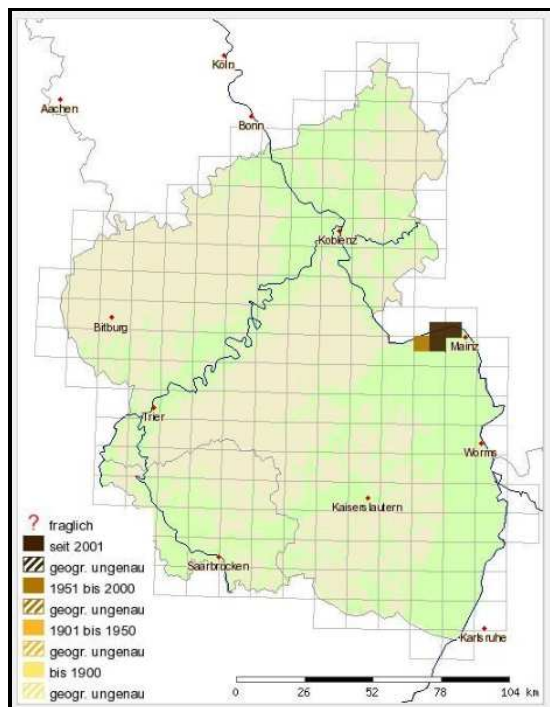 Köln
Aachen
Bonn
Koblenz
Bitburg
Mainz
Trier
Worms
Kaiserslautern
Saarbrücken
Karlsruhe
? fraglich
seit 2001
geogr. ungenau
1951 bis 2000
geogr. ungenau
1901 bis 1950
geogr. ungenau
bis 1900
geogr. ungenau
0 26 52 78 104 km